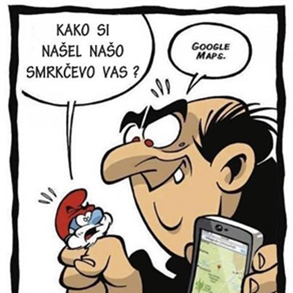 KAKO SI
NAŠEL NAŠO
SMRKČEVO VAS ?
GOOGLE
MAPS.